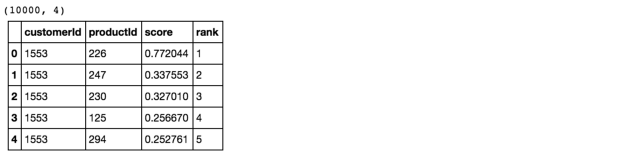 (10000, 4)
customerId productId score rank
0 1553 226 0.772044 1
1 1553 247 0.337553 2
2 1553 230 0.327010 3
3 1553 125 0.256670 4
4 1553 294 0.252761 5